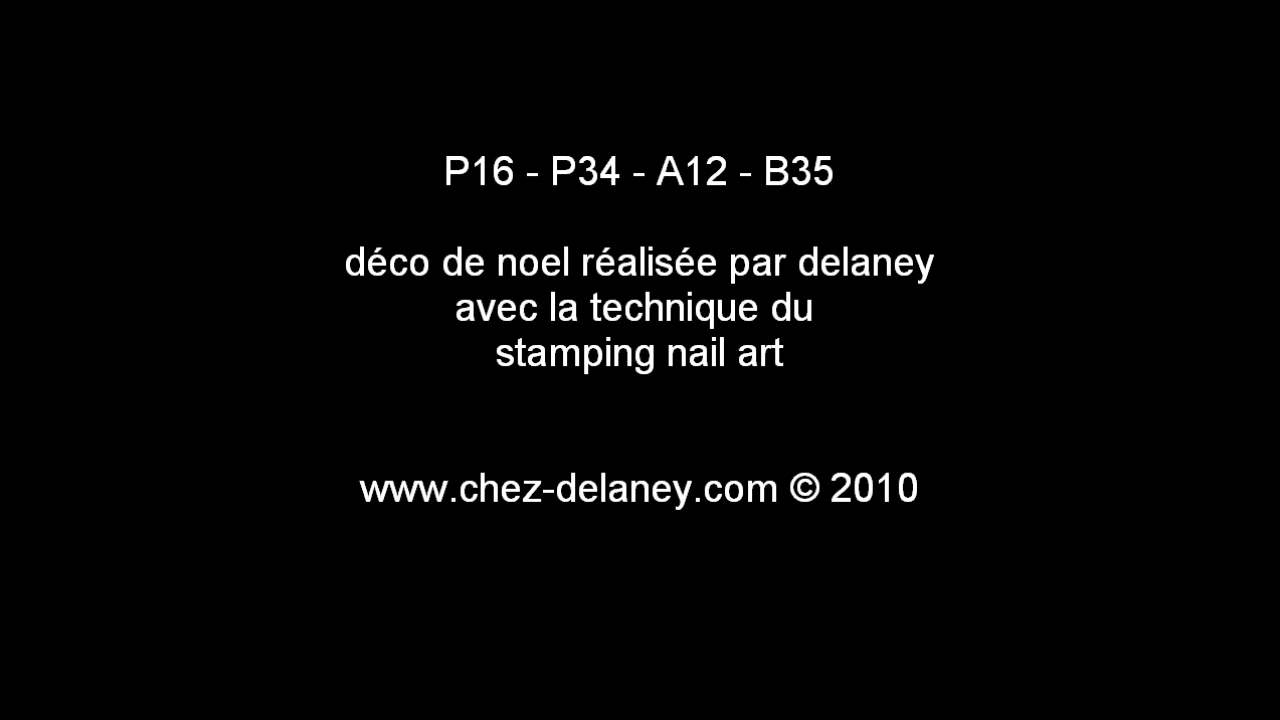 P16 - P34 - A12 - B35
déco de noel réalisée par delaney
avec la technique du
stamping nail art
www.chez-delaney.com © 2010